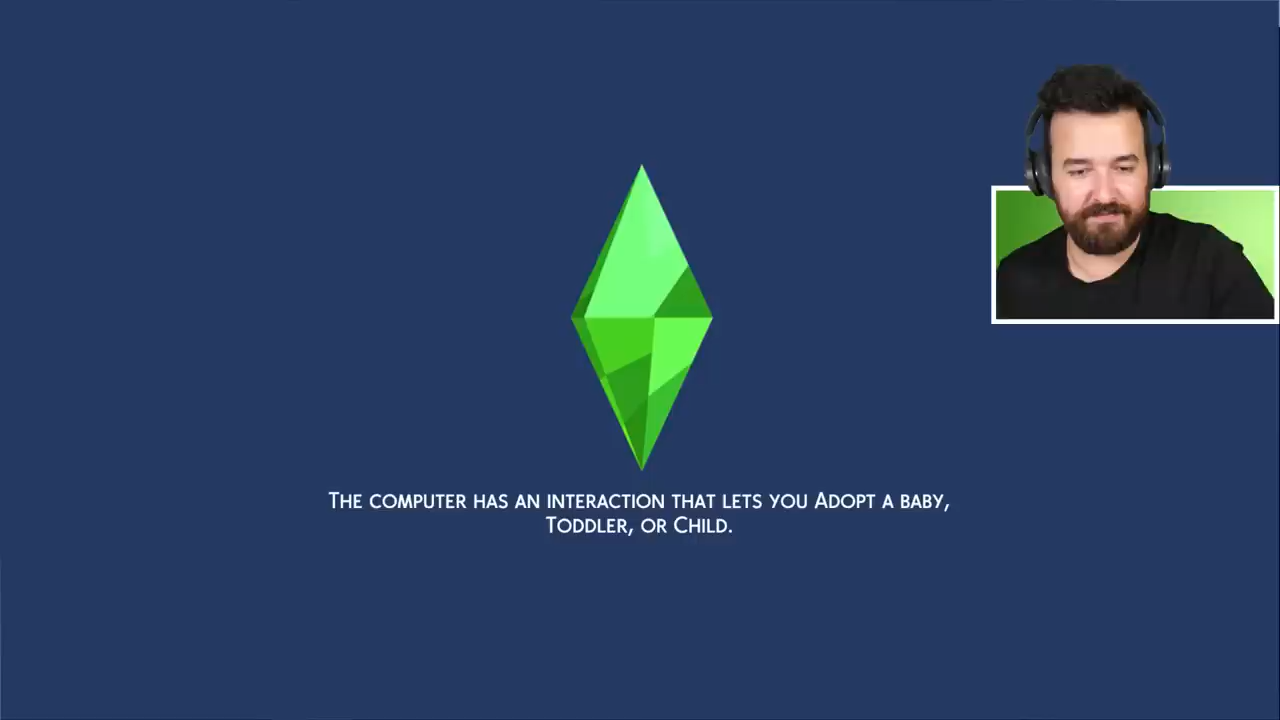 The computer has an interaction that lets you Adopt a baby,
Toddler, or Child.